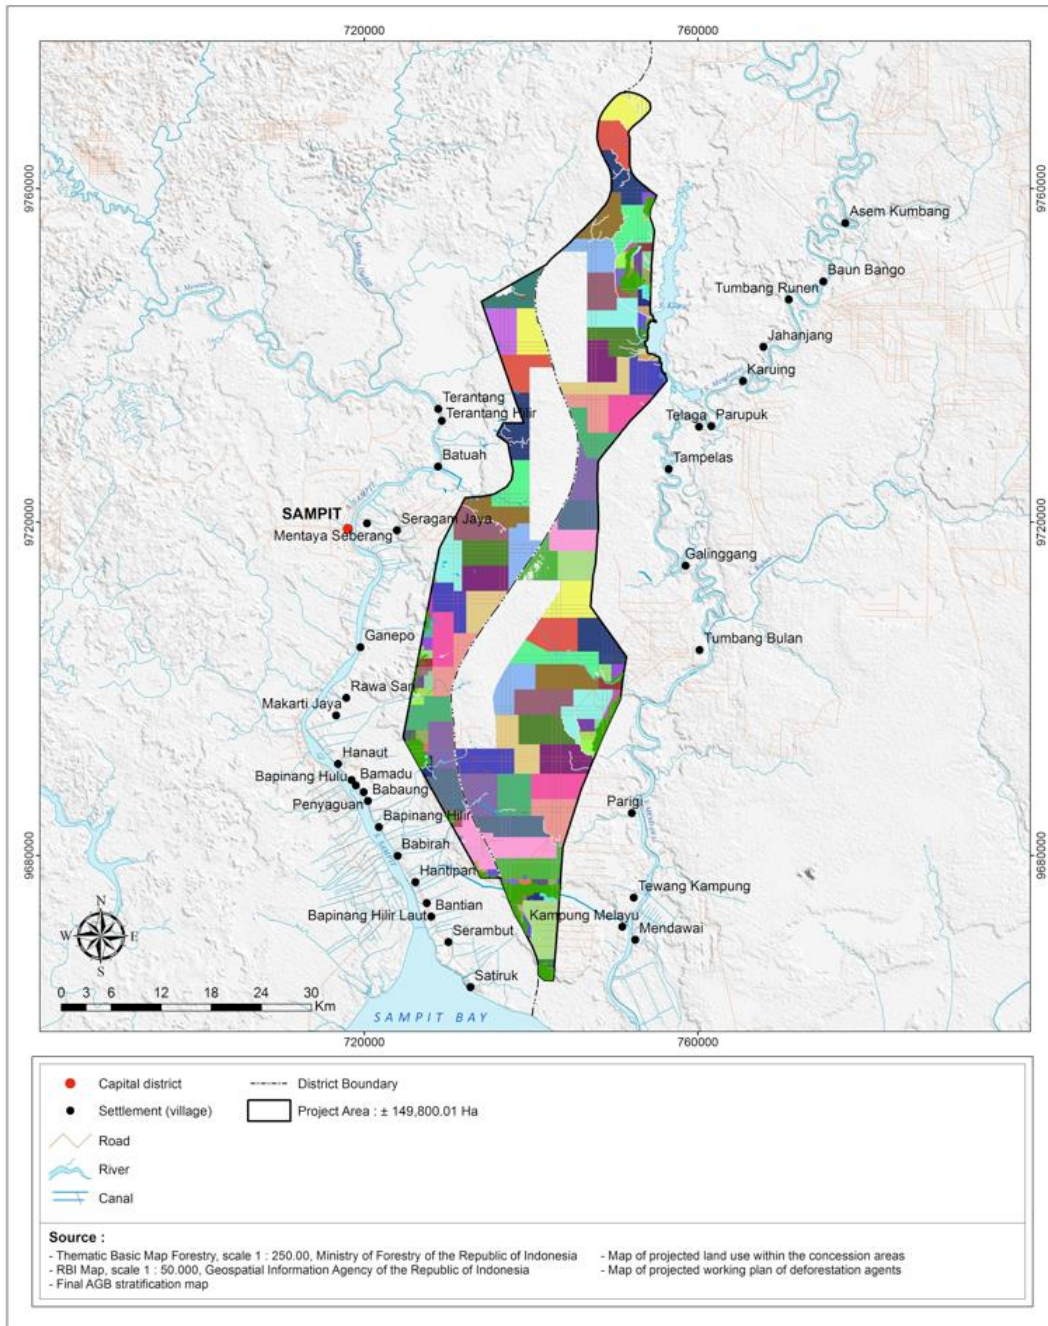 720000
760000
9760000
9760000
Asem Kumbang
Baun Bango
Tumbang Runen
Jahanjang
Karuing
Terantang
Terantang Hilir
Telaga
Parupuk
Batuah
Tampelas
SAMPIT
Seragam Jaya
Mentaya Seberang
9720000
9720000
Galinggang
Ganepo
Tumbang Bulan
Rawa Sari
Makarti Jaya
Hanaut
Bapinang Hulu
Bamadu
Babaung
Penyaguan
Parigi
Bapinang Hilir
Babirah
9680000
9680000
Hantipan
Tewang Kampung
Bantian
Bapinang Hilir Laut
Kampung Melayu
Serambut
Mendawai
Satiruk
N
W
E
S
0 3 6 12 18 24 30
Km
SAMPIT BAY
720000
760000
Capital district
District Boundary
Settlement (village)
Project Area : ± 149,800.01 Ha
Road
River
Canal
Source :
- Thematic Basic Map Forestry, scale 1 : 250.00, Ministry of Forestry of the Republic of Indonesia
- RBI Map, scale 1 : 50.000, Geospatial Information Agency of the Republic of Indonesia
- Final AGB stratification map
- Map of projected land use within the concession areas
- Map of projected working plan of deforestation agents